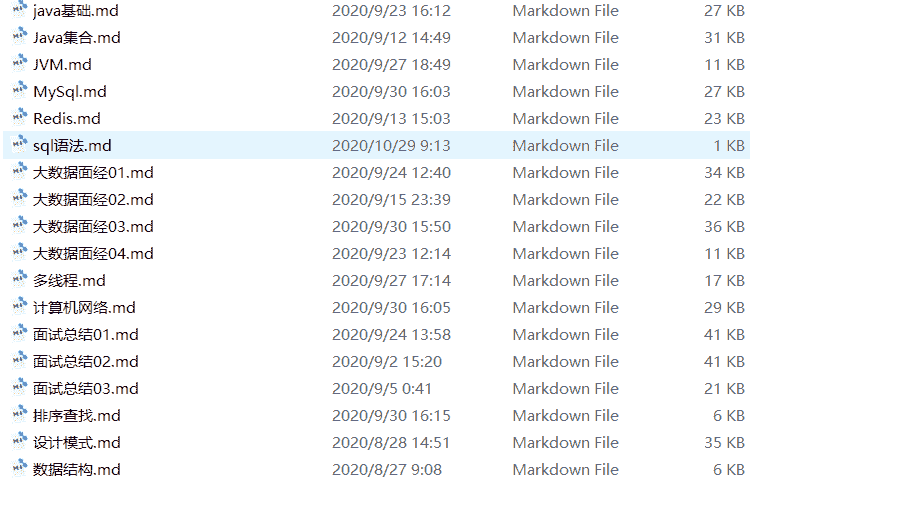 java基础.md 2020/9/23 16:12 Markdown File 27 KB
Java集合.md 2020/9/12 14:49 Markdown File 31 KB
JVM.md 2020/9/27 18:49 Markdown File 11 KB
MySql.md 2020/9/30 16:03 Markdown File 27 KB
Redis.md 2020/9/13 15:03 Markdown File 23 KB
sql语法.md 2020/10/29 9:13 Markdown File 1 KB
大数据面经01.md 2020/9/24 12:40 Markdown File 34 KB
大数据面经02.md 2020/9/15 23:39 Markdown File 22 KB
大数据面经03.md 2020/9/30 15:50 Markdown File 36 KB
大数据面经04.md 2020/9/23 12:14 Markdown File 11 KB
多线程.md 2020/9/27 17:14 Markdown File 17 KB
计算机网络.md 2020/9/30 16:05 Markdown File 29 KB
面试总结01.md 2020/9/24 13:58 Markdown File 41 KB
面试总结02.md 2020/9/2 15:20 Markdown File 41 KB
面试总结03.md 2020/9/5 0:41 Markdown File 21 KB
排序查找.md 2020/9/30 16:15 Markdown File 6 KB
设计模式.md 2020/8/28 14:51 Markdown File 35 KB
数据结构.md 2020/8/27 9:08 Markdown File 6 KB